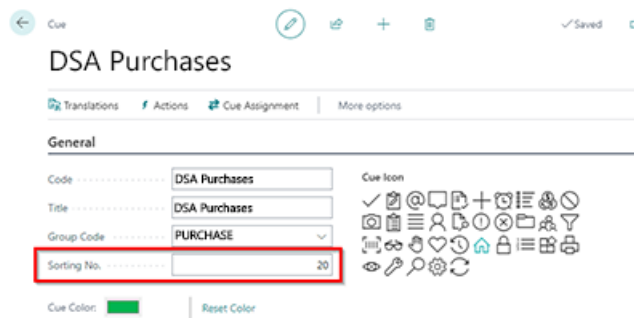 Cue
Saved
DSA Purchases
Translations Actions Cue Assignment More options
General
Code DSA Purchases
Title DSA Purchases
Group Code PURCHASE
Sorting No. 20
Cue Color: Reset Color
Cue Icon